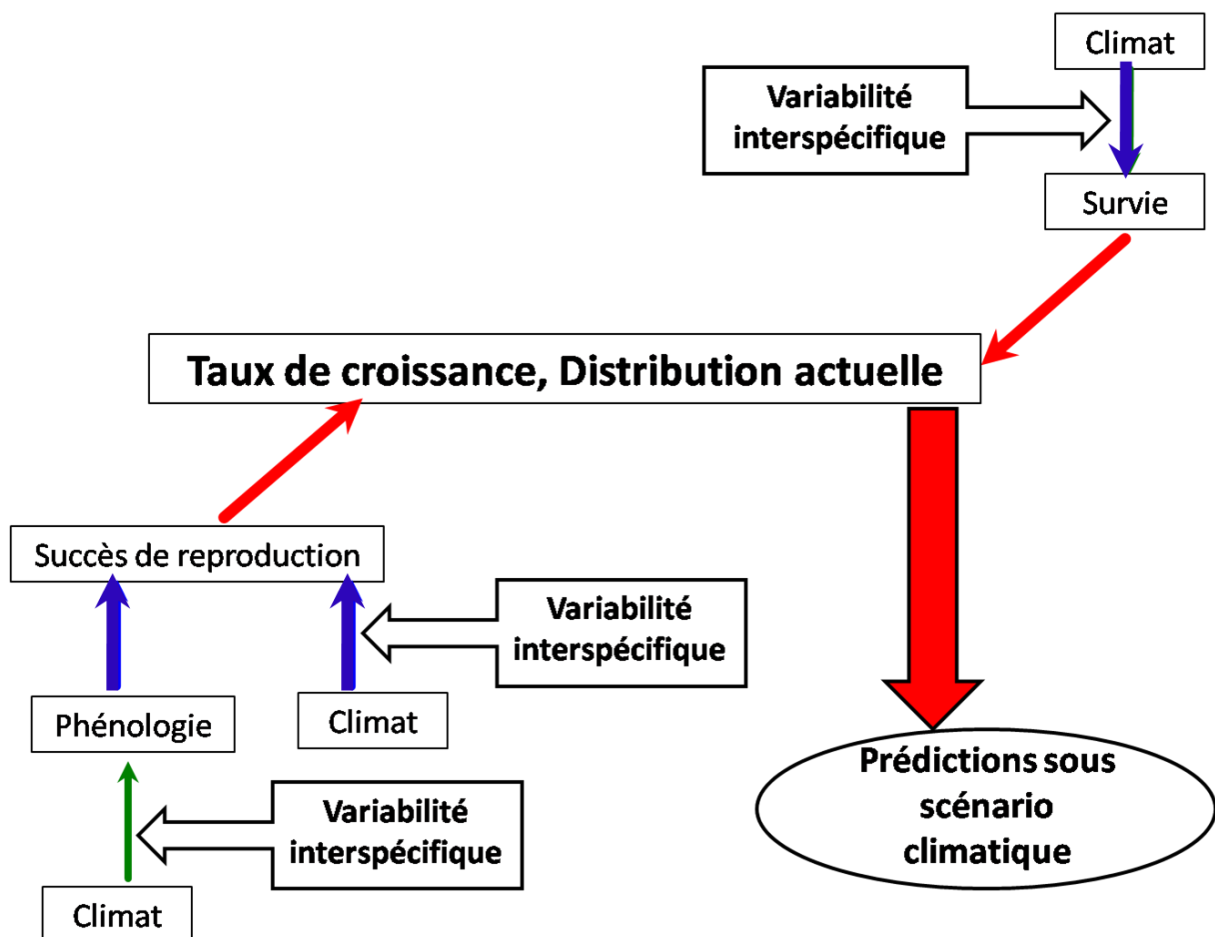 Climat
Variabilité
interspécifique
Survie
Taux de croissance, Distribution actuelle
Succès de reproduction
Variabilité
interspécifique
Phénologie
Climat
Prédictions sous
scénario
climatique
Variabilité
interspécifique
Climat